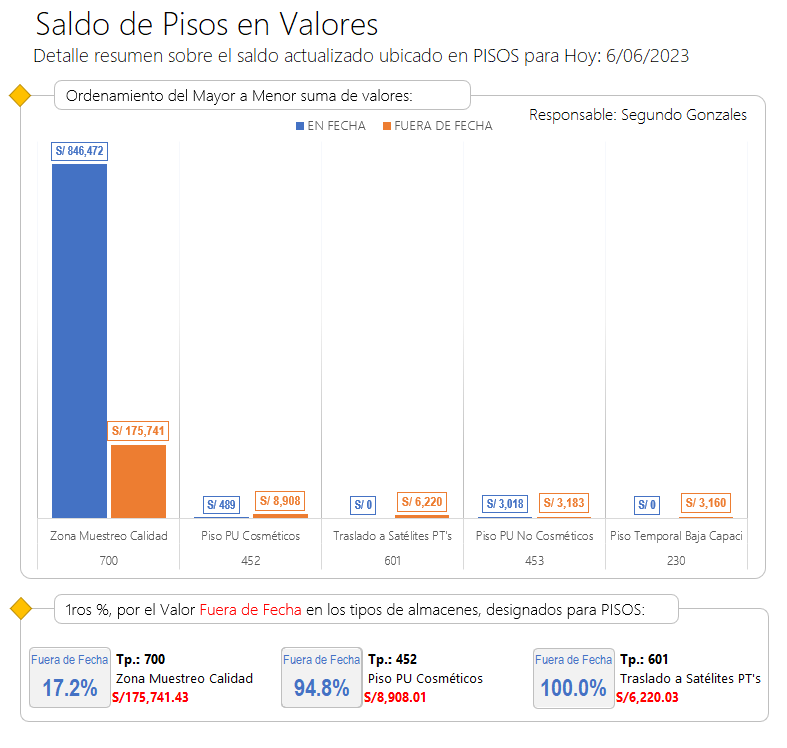 Saldo de Pisos en Valores
Detalle resumen sobre el saldo actualizado ubicado en PISOS para Hoy: 6/06/2023
Ordenamiento del Mayor a Menor suma de valores:
Responsable: Segundo Gonzales
EN FECHA FUERA DE FECHA
S/ 846,472
S/ 175,741
S/ 489
S/ 8,908
S/ 0
S/ 6,220
S/ 3,018
S/ 3,183
S/ 0
S/ 3,160
Zona Muestreo Calidad Piso PU Cosméticos Traslado a Satélites PT's Piso PU No Cosméticos Piso Temporal Baja Capaci
700 452 601 453 230
1ros %, por el Valor Fuera de Fecha en los tipos de almacenes, designados para PISOS:
Fuera de Fecha
17.2%
Tp.: 700
Zona Muestreo Calidad
S/175,741.43
Fuera de Fecha
94.8%
Tp.: 452
Piso PU Cosméticos
S/8,908.01
Fuera de Fecha
100.0%
Tp.: 601
Traslado a Satélites PT's
S/6,220.03